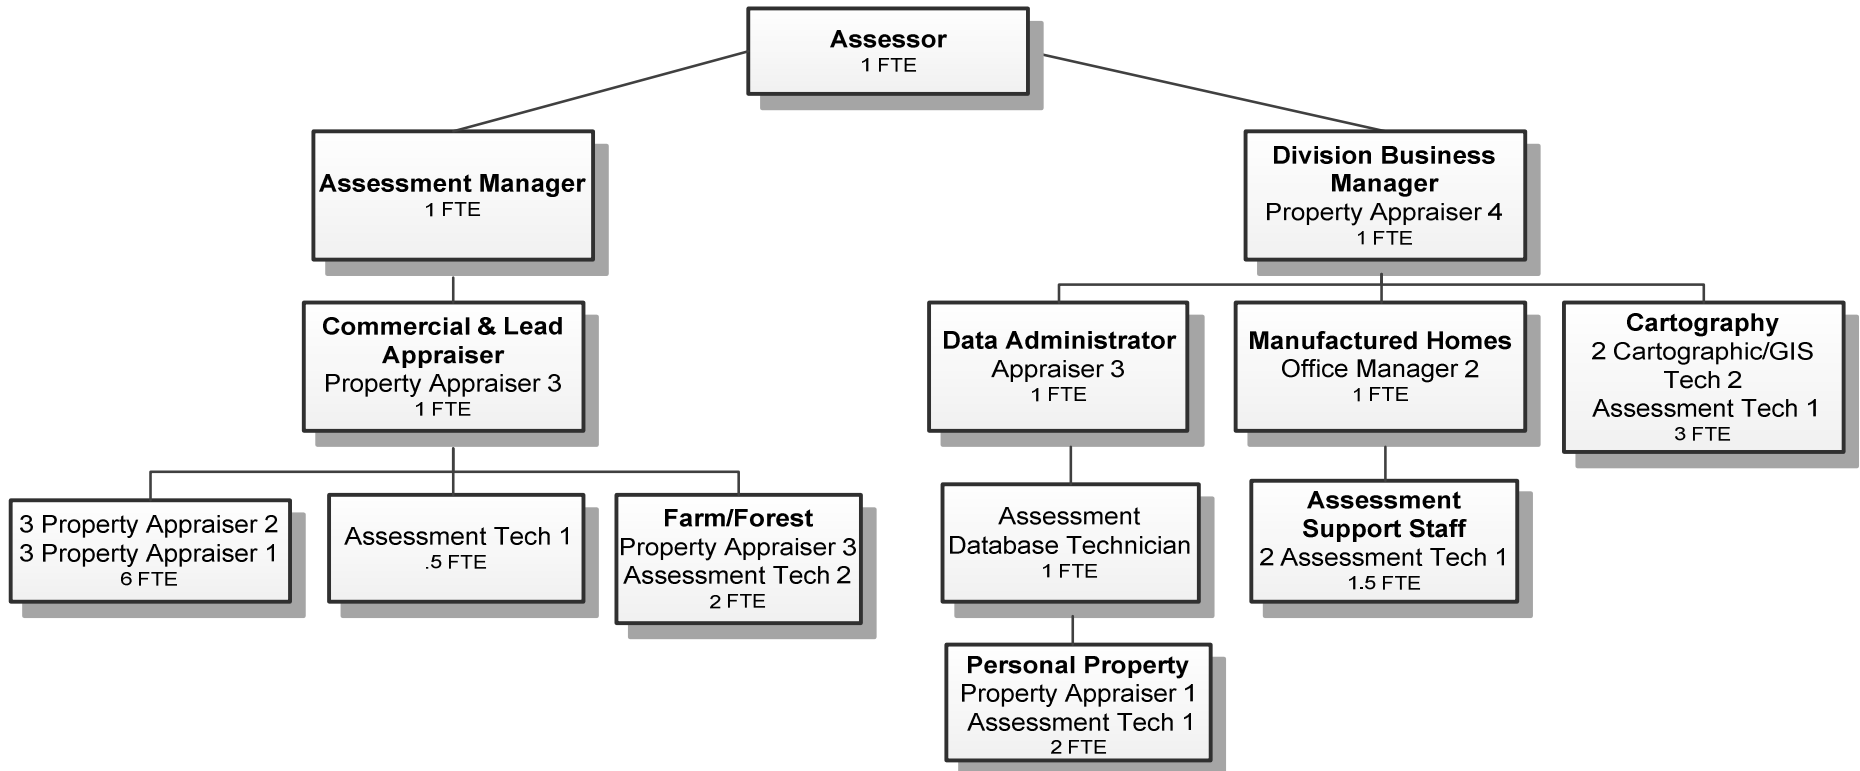 Assessor
1 FTE
Assessment Manager
1 FTE
Division Business
Manager
Property Appraiser 4
1 FTE
Commercial & Lead
Appraiser
Property Appraiser 3
1 FTE
Data Administrator
Appraiser 3
1 FTE
Manufactured Homes
Office Manager 2
1 FTE
Cartography
2 Cartographic/GIS
Tech 2
Assessment Tech 1
3 FTE
3 Property Appraiser 2
3 Property Appraiser 1
6 FTE
Assessment Tech 1
.5 FTE
Farm/Forest
Property Appraiser 3
Assessment Tech 2
2 FTE
Assessment
Database Technician
1 FTE
Assessment
Support Staff
2 Assessment Tech 1
1.5 FTE
Personal Property
Property Appraiser 1
Assessment Tech 1
2 FTE